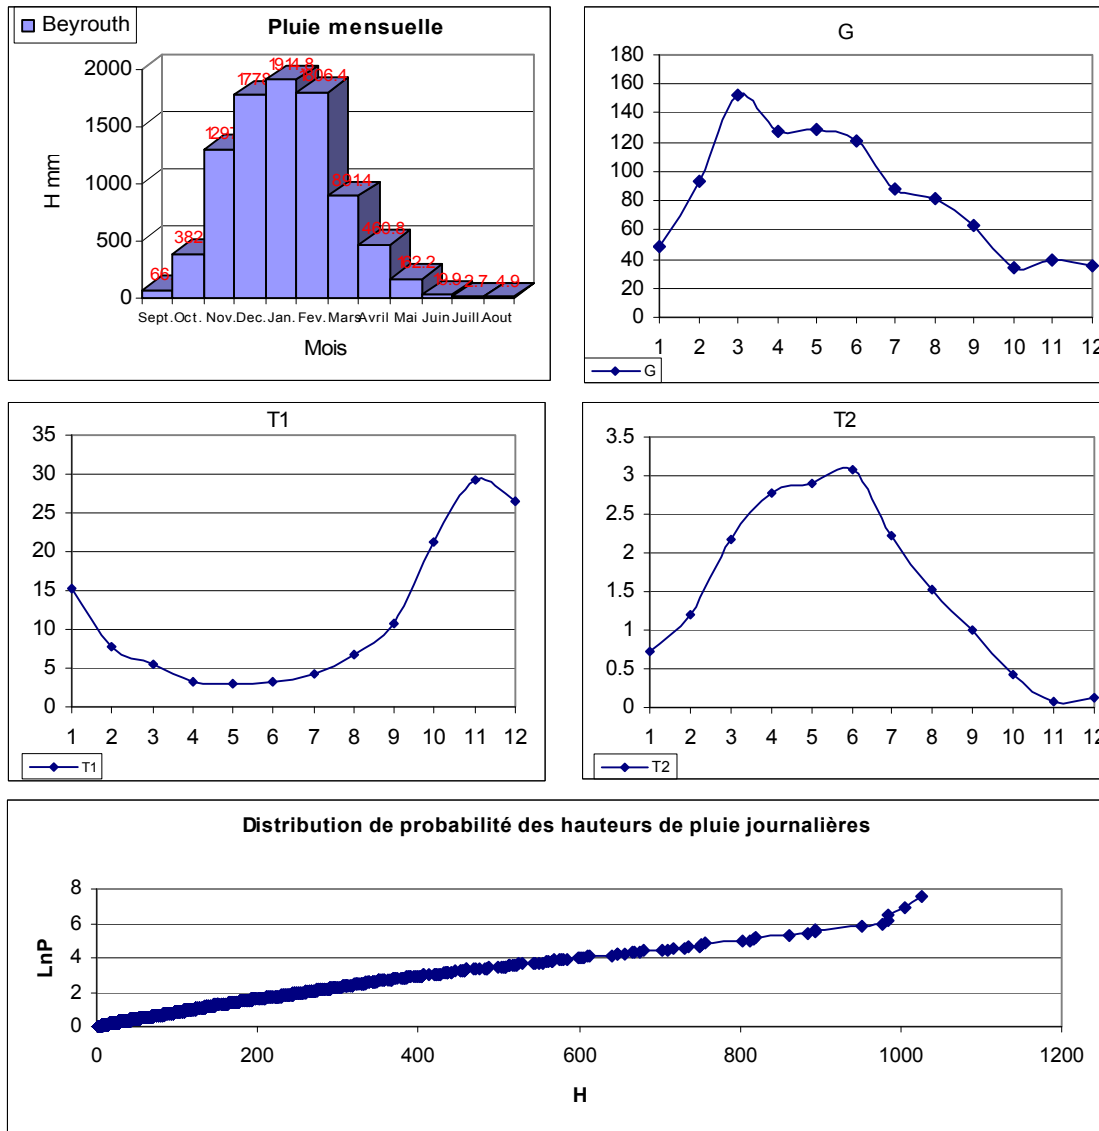 Beyrouth
Pluie mensuelle
2000
1500
1000
500
0
H mm
66
382
1914.8
891.4
460.8
152.2
19.9
2.7
4.9
Sept. Oct. Nov. Dec. Jan. Fev. Mars Avril Mai Juin Juill. Aout
Mois
G
180
160
140
120
100
80
60
40
20
0
1 2 3 4 5 6 7 8 9 10 11 12
G
T1
35
30
25
20
15
10
5
0
1 2 3 4 5 6 7 8 9 10 11 12
T1
T2
3.5
3
2.5
2
1.5
1
0.5
0
1 2 3 4 5 6 7 8 9 10 11 12
T2
Distribution de probabilité des hauteurs de pluie journalières
LnP
8
6
4
2
0
0 200 400 600 800 1000 1200
H